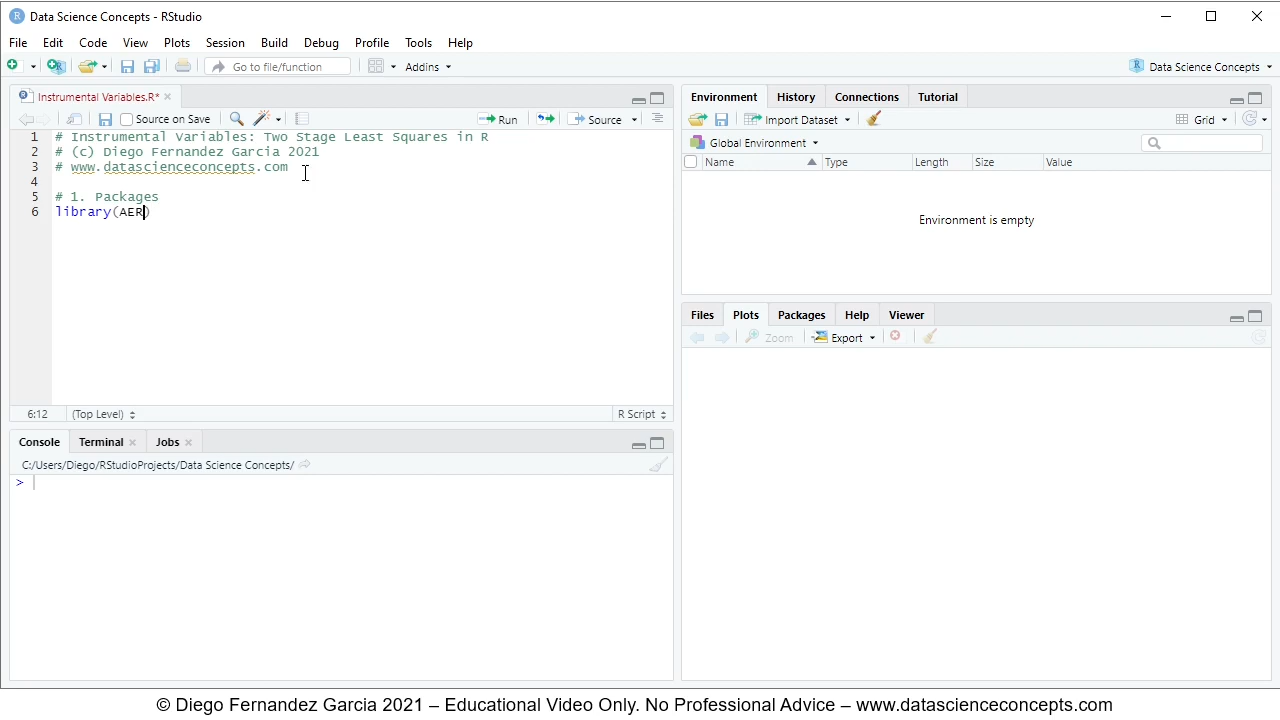 Data Science Concepts - RStudio
File Edit Code View Plots Session Build Debug Profile Tools Help
Go to file/function Addins Data Science Concepts
Instrumental Variables.R*
Source on Save Run Source
1 # Instrumental Variables: Two Stage Least Squares in R
2 # (c) Diego Fernandez Garcia 2021
3 # www.datascienceconcepts.com
4
5 # 1. Packages
6 library(AER)
6:12 (Top Level) R Script
Console Terminal Jobs
C:/Users/Diego/RStudioProjects/Data Science Concepts/
>
Environment History Connections Tutorial
Import Dataset Grid
Global Environment
Name Type Length Size Value
Environment is empty
Files Plots Packages Help Viewer
Zoom Export
© Diego Fernandez Garcia 2021 – Educational Video Only. No Professional Advice – www.datascienceconcepts.com